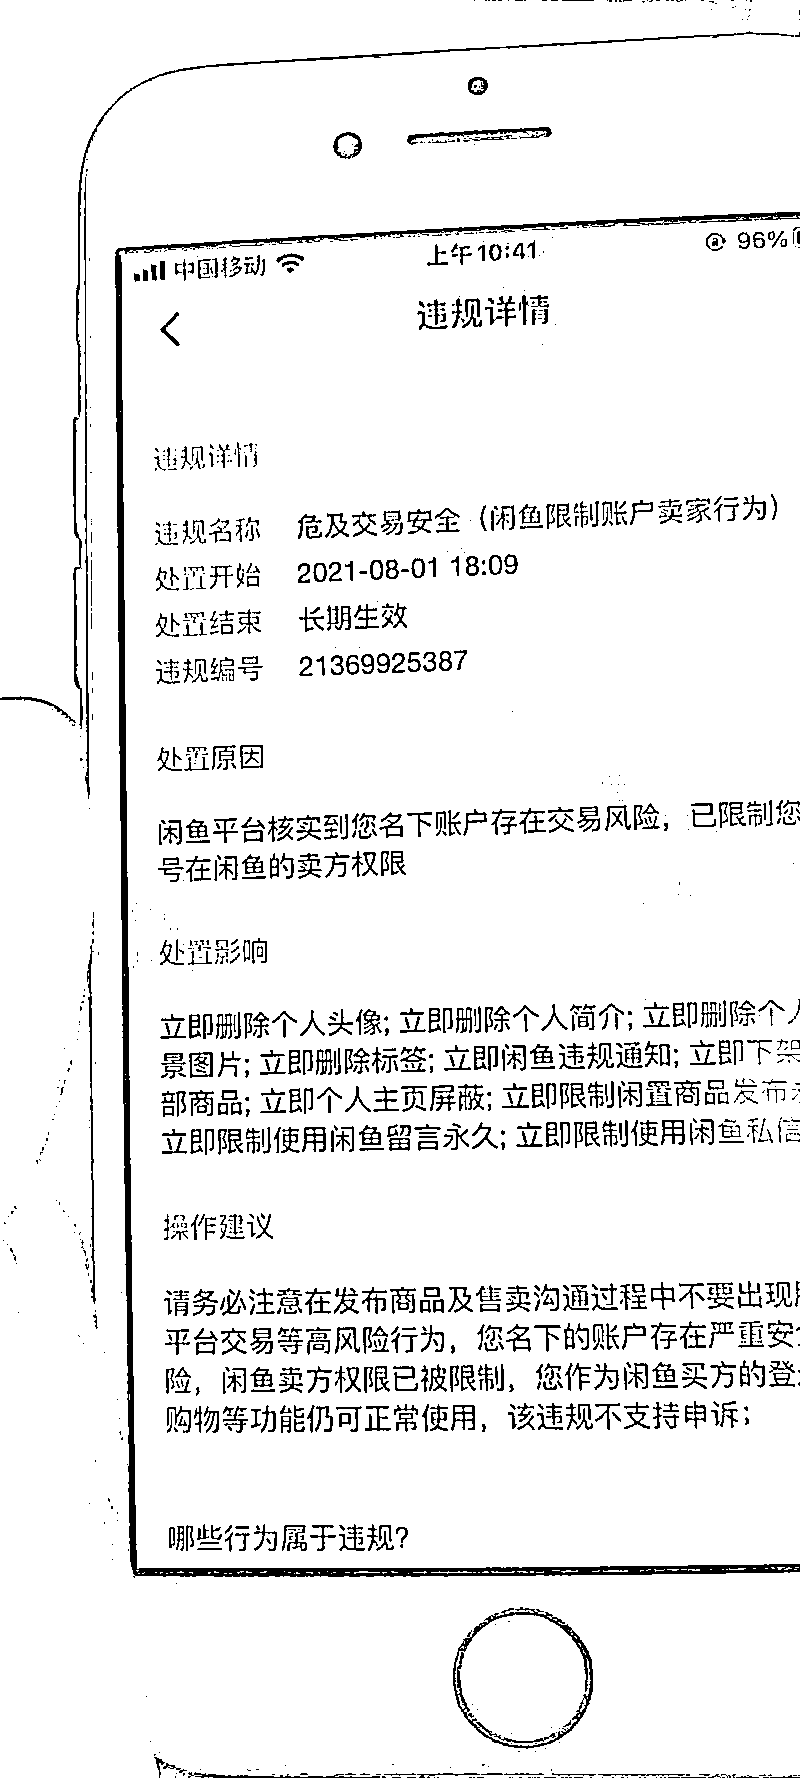 中国移动 上午10:41 96%
违规详情
违规详情
违规名称 危及交易安全（闲鱼限制账户卖家行为）
处置开始 2021-08-01 18:09
处置结束 长期生效
违规编号 21369925387
处置原因
闲鱼平台核实到您名下账户存在交易风险，已限制您
号在闲鱼的卖方权限
处置影响
立即删除个人头像; 立即删除个人简介; 立即删除个人
景图片; 立即删除标签; 立即闲鱼违规通知; 立即下架
部商品; 立即个人主页屏蔽; 立即限制闲置商品发布
立即限制使用闲鱼留言永久; 立即限制使用闲鱼私信
操作建议
请务必注意在发布商品及售卖沟通过程中不要出现
平台交易等高风险行为，您名下的账户存在严重安
险，闲鱼卖方权限已被限制，您作为闲鱼买方的登
购物等功能仍可正常使用，该违规不支持申诉；
哪些行为属于违规？